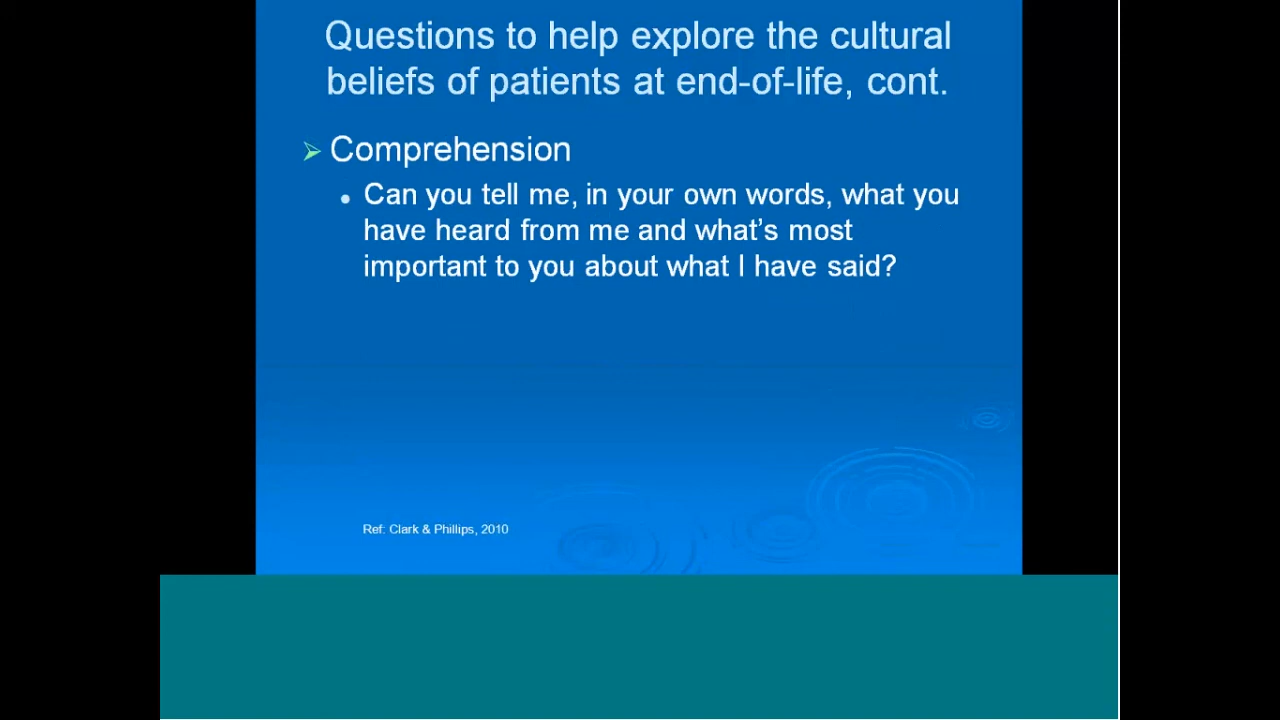 Questions to help explore the cultural
beliefs of patients at end-of-life, cont.
Comprehension
Can you tell me, in your own words, what you
have heard from me and what’s most
important to you about what I have said?
Ref: Clark & Phillips, 2010